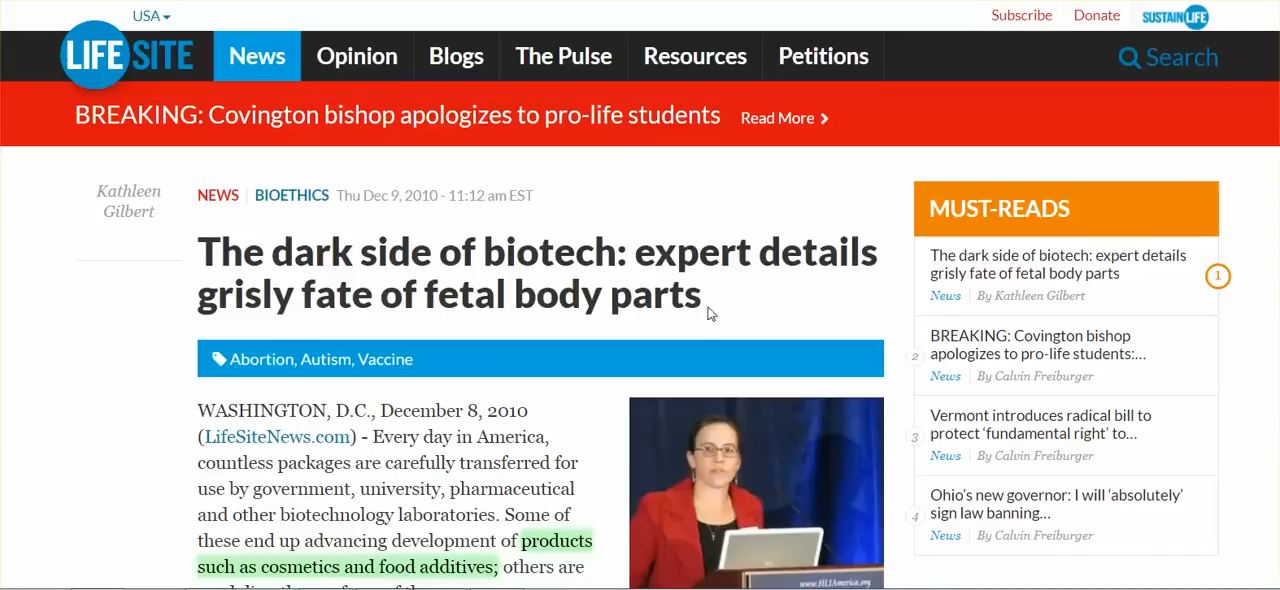 USA
Subscribe
Donate
SUSTAINLIFE
LIFESITE
News
Opinion
Blogs
The Pulse
Resources
Petitions
Search
BREAKING: Covington bishop apologizes to pro-life students
Read More
Kathleen
Gilbert
NEWS | BIOETHICS Thu Dec 9, 2010 - 11:12 am EST
The dark side of biotech: expert details
grisly fate of fetal body parts
Abortion, Autism, Vaccine
WASHINGTON, D.C., December 8, 2010
(LifeSiteNews.com) - Every day in America,
countless packages are carefully transferred for
use by government, university, pharmaceutical
and other biotechnology laboratories. Some of
these end up advancing development of products
such as cosmetics and food additives; others are
www.HLIAmerica.org
MUST-READS
The dark side of biotech: expert details
grisly fate of fetal body parts
News | By Kathleen Gilbert
1
BREAKING: Covington bishop
apologizes to pro-life students:...
News | By Calvin Freiburger
2
Vermont introduces radical bill to
protect ‘fundamental right’ to...
News | By Calvin Freiburger
3
Ohio’s new governor: I will ‘absolutely’
sign law banning...
News | By Calvin Freiburger
4